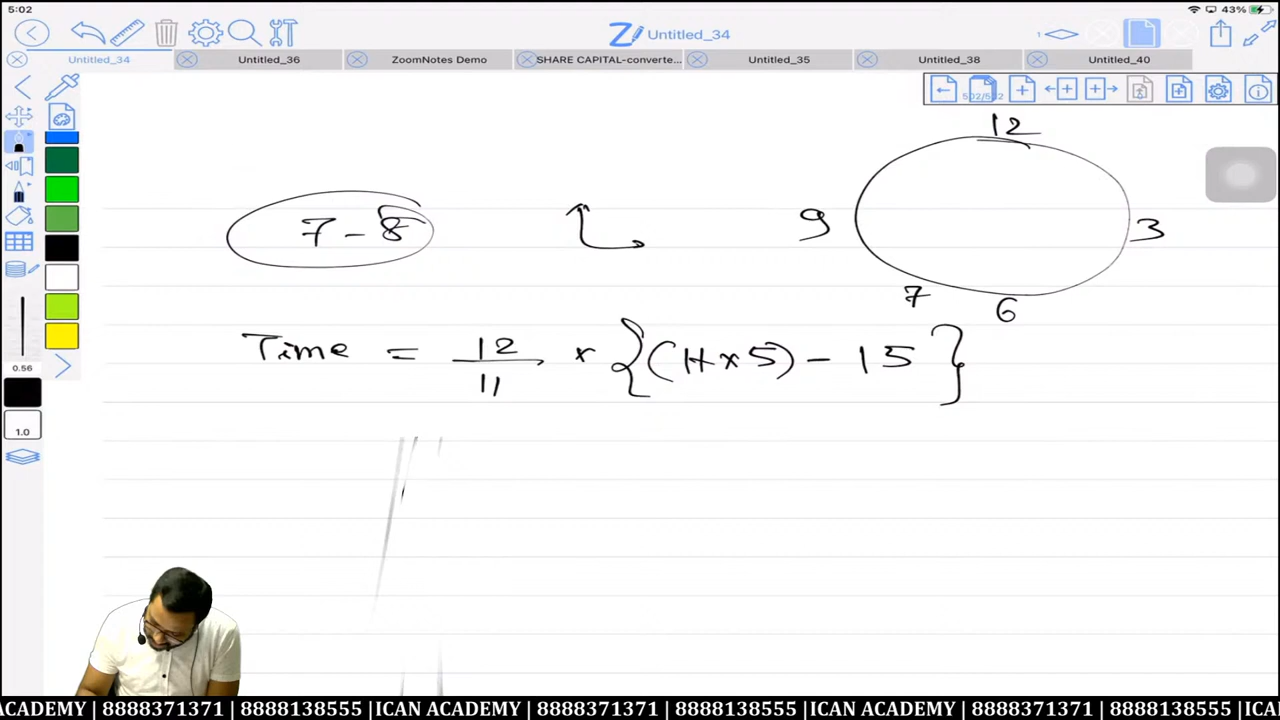 5:02
43%
Untitled_34
Untitled_34
Untitled_36
ZoomNotes Demo
SHARE CAPITAL-converte...
Untitled_35
Untitled_38
Untitled_40
502/502
12
7 - 8
9
3
7
6
Time = 12/11 × {(H×5) - 15}
0.56
1.0
ACADEMY | 8888371371 | 8888138555 | ICAN ACADEMY | 8888371371 | 8888138555 | ICAN ACADEMY | 8888371371 | 8888138555 | ICA